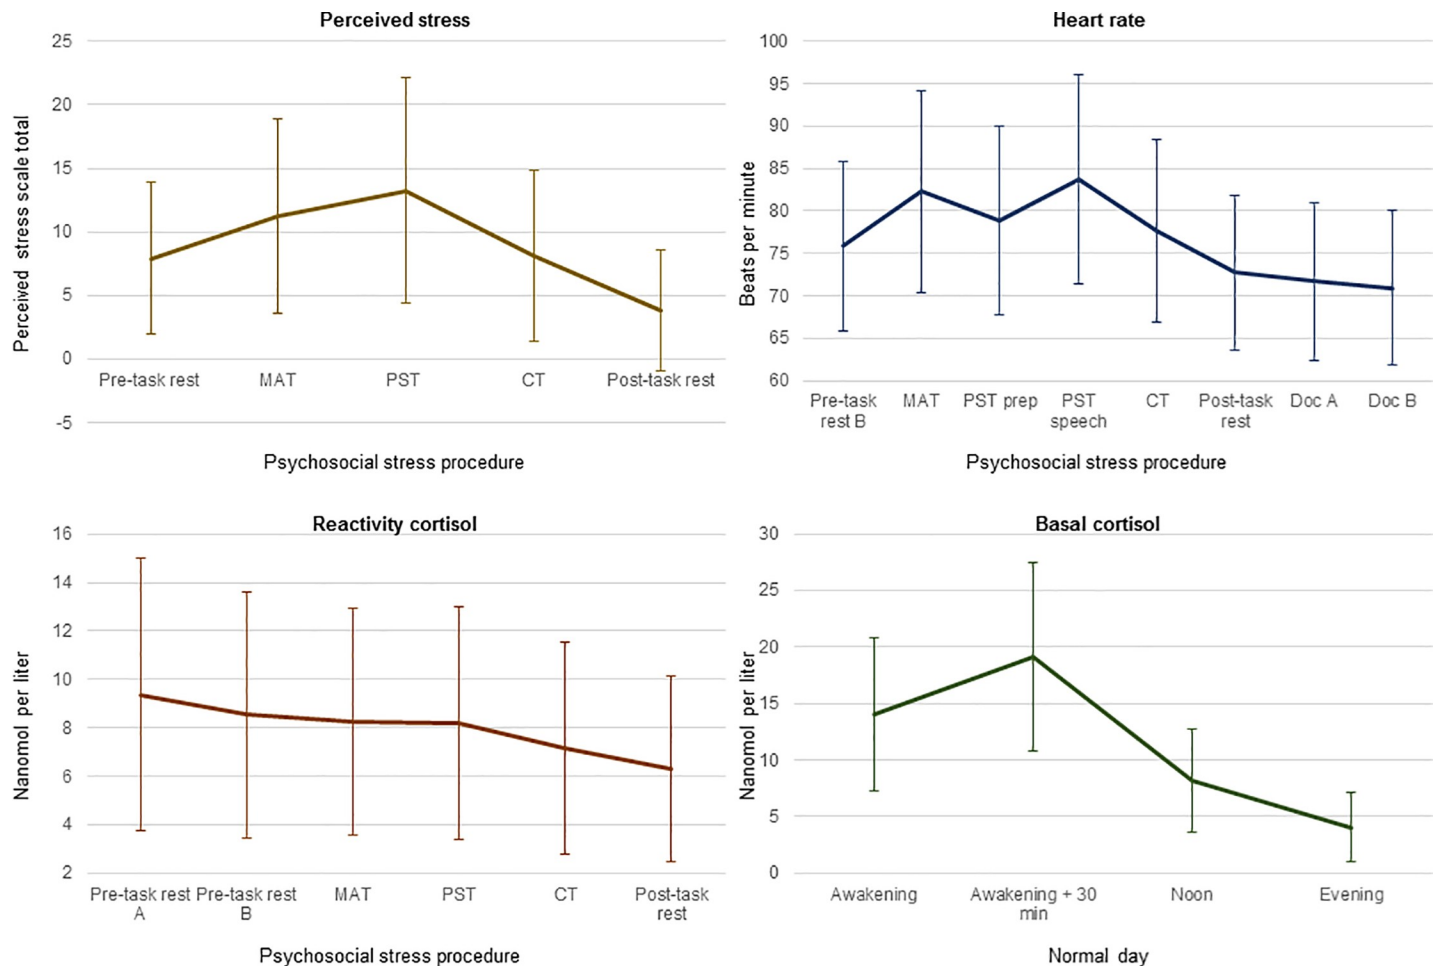 Perceived stress
25
20
15
10
5
0
-5
Perceived stress scale total
Pre-task rest MAT PST CT Post-task rest
Psychosocial stress procedure
Heart rate
100
95
90
85
80
75
70
65
60
Beats per minute
Pre-task rest B MAT PST prep PST speech CT Post-task rest Doc A Doc B
Psychosocial stress procedure
Reactivity cortisol
16
14
12
10
8
6
4
2
Nanomol per liter
Pre-task rest A Pre-task rest B MAT PST CT Post-task rest
Psychosocial stress procedure
Basal cortisol
30
25
20
15
10
5
0
Nanomol per liter
Awakening Awakening + 30 min Noon Evening
Normal day